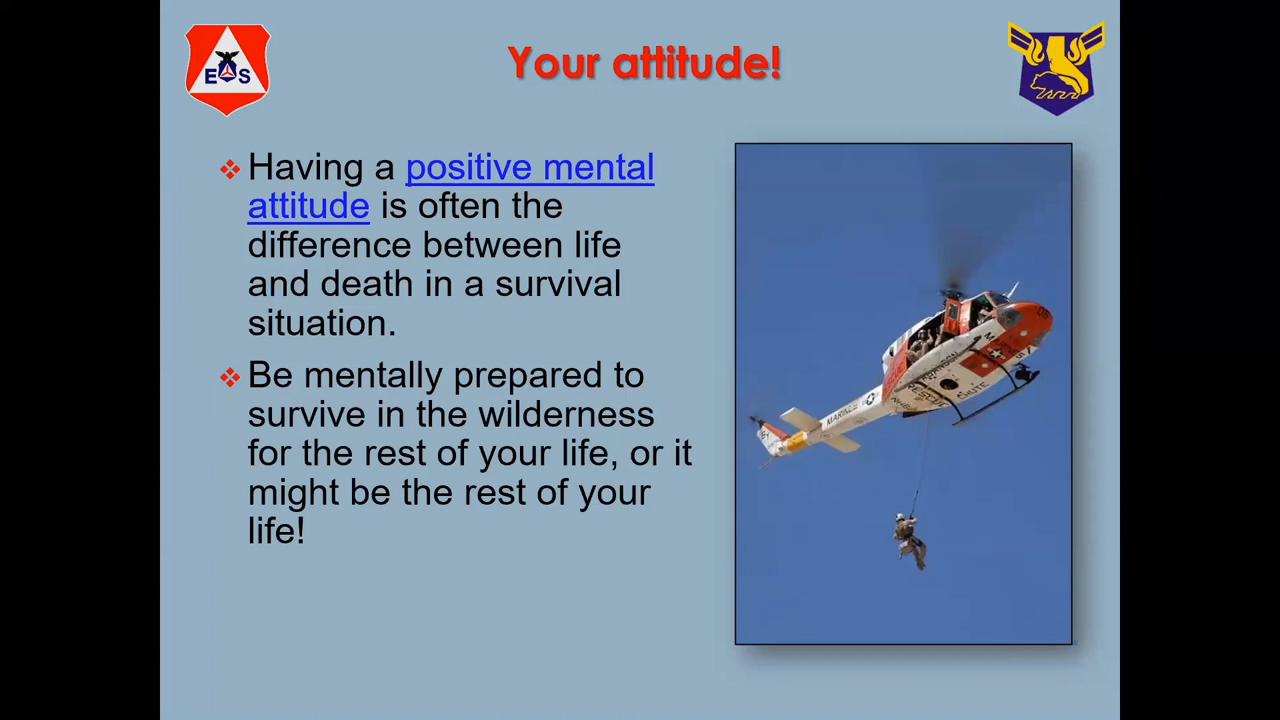 Your attitude!
E S
Having a positive mental
attitude is often the
difference between life
and death in a survival
situation.
Be mentally prepared to
survive in the wilderness
for the rest of your life, or it
might be the rest of your
life!
MARINES
RESCUE